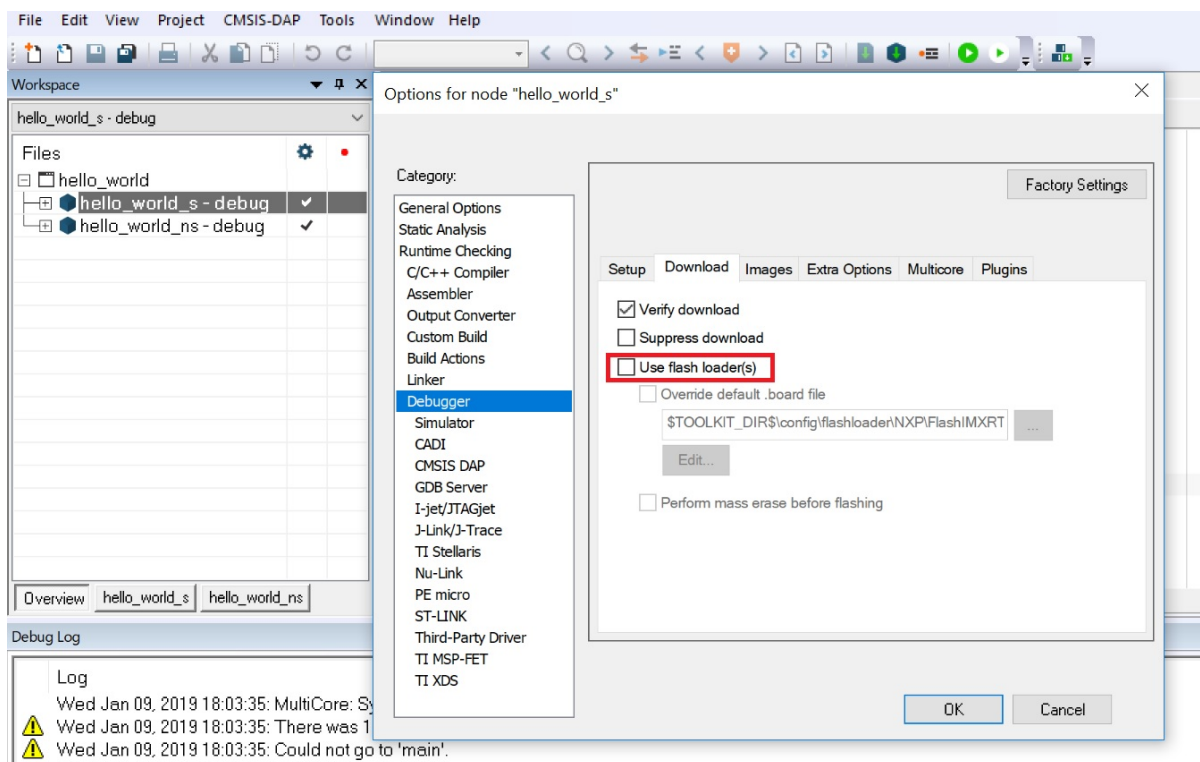 File Edit View Project CMSIS-DAP Tools Window Help
Workspace
hello_world_s - debug
Files
hello_world
hello_world_s - debug
hello_world_ns - debug
Overview hello_world_s hello_world_ns
Options for node "hello_world_s"
Category:
General Options
Static Analysis
Runtime Checking
C/C++ Compiler
Assembler
Output Converter
Custom Build
Build Actions
Linker
Debugger
Simulator
CADI
CMSIS DAP
GDB Server
I-jet/JTAGjet
J-Link/J-Trace
TI Stellaris
Nu-Link
PE micro
ST-LINK
Third-Party Driver
TI MSP-FET
TI XDS
Factory Settings
Setup Download Images Extra Options Multicore Plugins
Verify download
Suppress download
Use flash loader(s)
Override default .board file
$TOOLKIT_DIR$\config\flashloader\NXP\FlashIMXRT
...
Edit...
Perform mass erase before flashing
OK Cancel
Debug Log
Log
Wed Jan 09, 2019 18:03:35: MultiCore: Sy
Wed Jan 09, 2019 18:03:35: There was 1
Wed Jan 09, 2019 18:03:35: Could not go to 'main'.